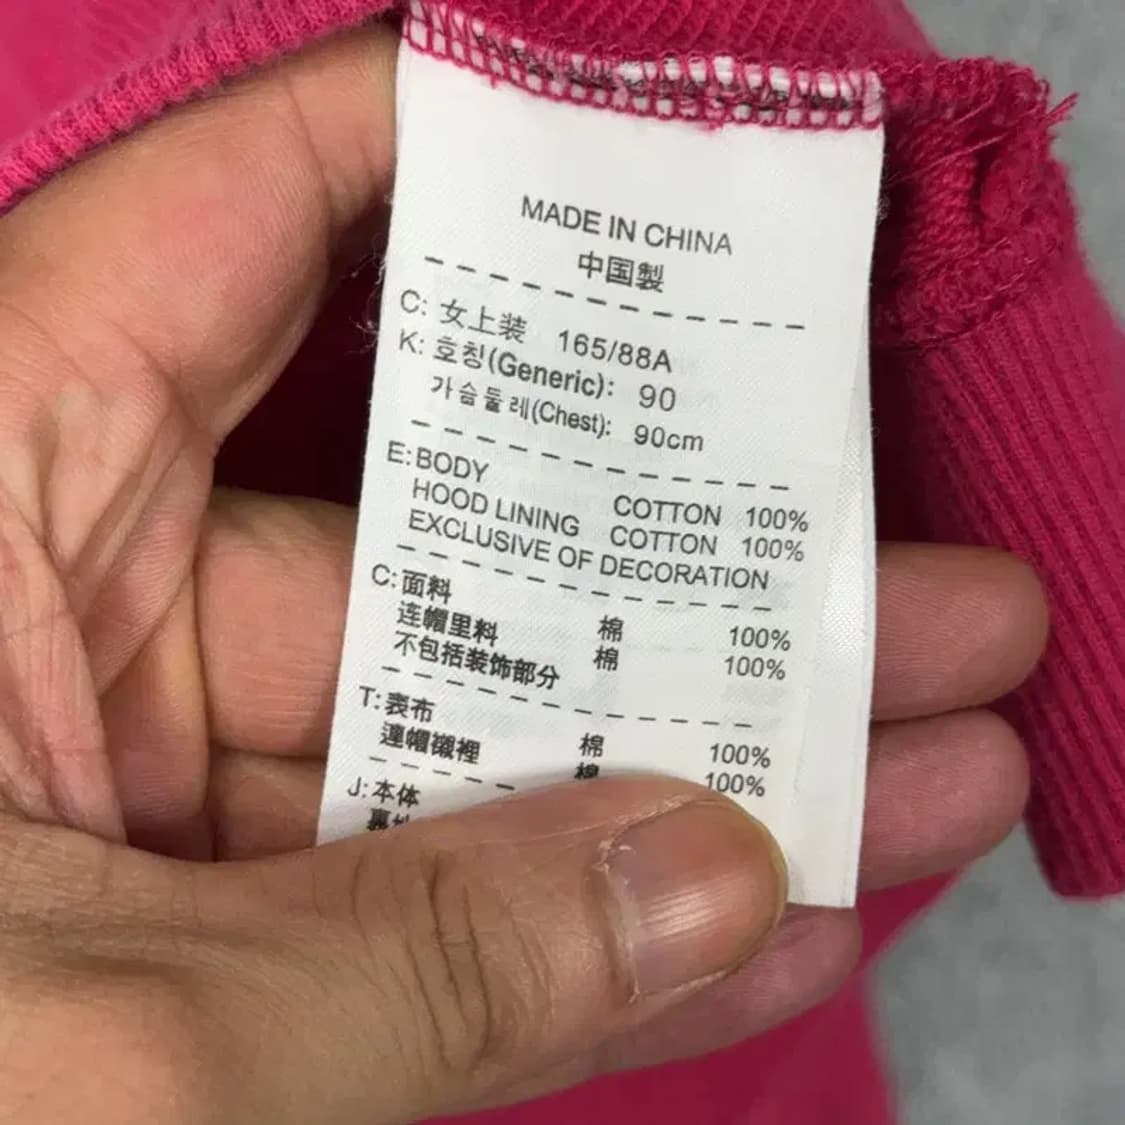 MADE IN CHINA
中国製
C: 女上装 165/88A
K: 호칭(Generic): 90
가슴둘레(Chest): 90cm
E: BODY COTTON 100%
HOOD LINING COTTON 100%
EXCLUSIVE OF DECORATION
C: 面料 棉 100%
连帽里料 棉 100%
不包括装饰部分
T: 表布 棉 100%
連帽襯裡 棉 100%
J: 本体